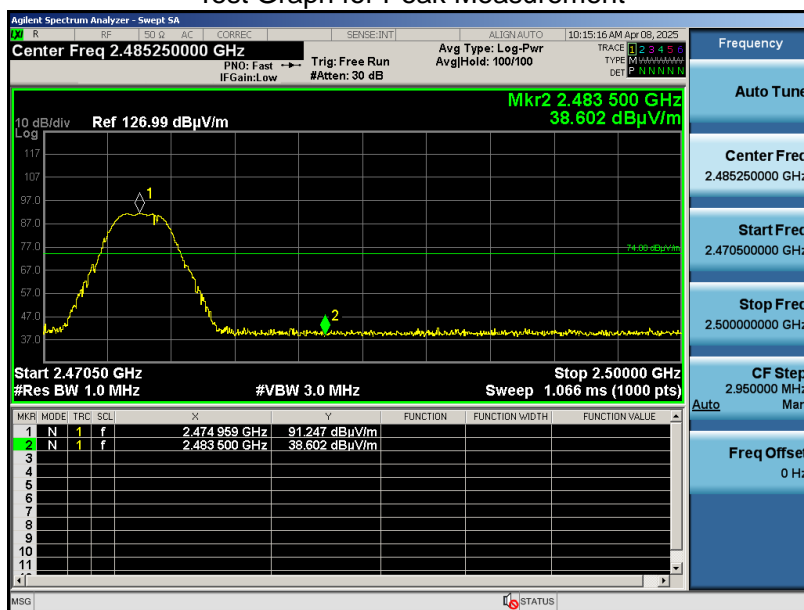 Test Graph for Peak Measurement
Agilent Spectrum Analyzer - Swept SA
LXI R RF 50 Ω AC CORREC SENSE:INT ALIGN AUTO 10:15:16 AM Apr 08, 2025
Center Freq 2.485250000 GHz
PNO: Fast
IFGain:Low
Trig: Free Run
#Atten: 30 dB
Avg Type: Log-Pwr
Avg|Hold: 100/100
TRACE 1 2 3 4 5 6
TYPE M
DET P N N N N N
Mkr2 2.483 500 GHz
38.602 dBµV/m
10 dB/div Ref 126.99 dBµV/m
Log
117
107
97.0
87.0
77.0
67.0
57.0
47.0
37.0
1
74.00 dBµV/m
2
Start 2.47050 GHz Stop 2.50000 GHz
#Res BW 1.0 MHz #VBW 3.0 MHz Sweep 1.066 ms (1000 pts)
MKR MODE TRC SCL X Y FUNCTION FUNCTION WIDTH FUNCTION VALUE
1 N 1 f 2.474 959 GHz 91.247 dBµV/m
2 N 1 f 2.483 500 GHz 38.602 dBµV/m
3
4
5
6
7
8
9
10
11
MSG STATUS
Frequency
Auto Tune
Center Freq
2.485250000 GHz
Start Freq
2.470500000 GHz
Stop Freq
2.500000000 GHz
CF Step
2.950000 MHz
Auto Man
Freq Offset
0 Hz